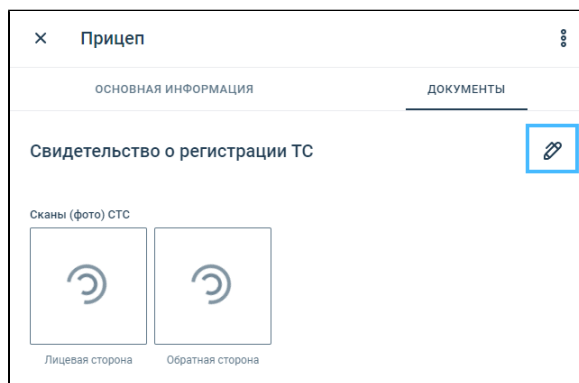 Прицеп
ОСНОВНАЯ ИНФОРМАЦИЯ
ДОКУМЕНТЫ
Свидетельство о регистрации ТС
Сканы (фото) СТС
Лицевая сторона
Обратная сторона